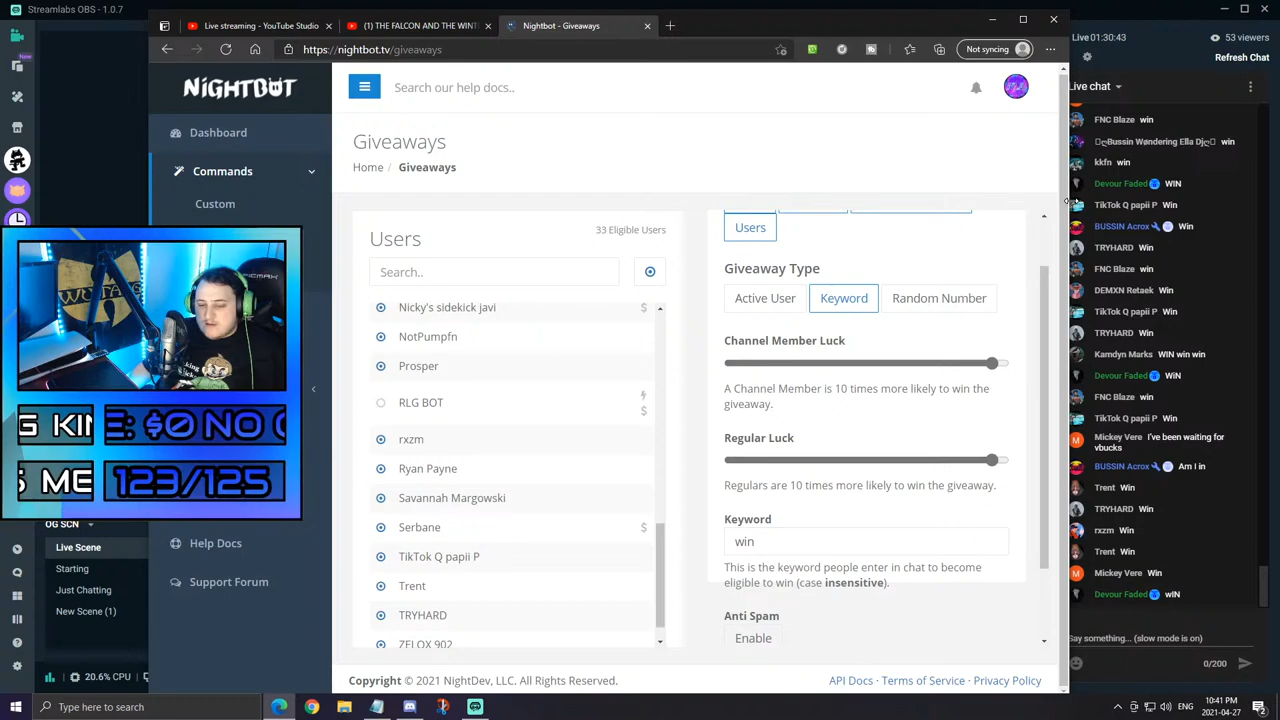 Streamlabs OBS - 1.0.7
Live streaming - YouTube Studio
(1) THE FALCON AND THE WINT
Nightbot - Giveaways
https://nightbot.tv/giveaways
Not syncing
Live 01:30:43
53 viewers
Refresh Chat
NiGHTBOT
Search our help docs..
Dashboard
Commands
Custom
Help Docs
Support Forum
Giveaways
Home / Giveaways
Users
33 Eligible Users
Search..
Nicky's sidekick javi
NotPumpfn
Prosper
RLG BOT
rxzm
Ryan Payne
Savannah Margowski
Serbane
TikTok Q papii P
Trent
TRYHARD
ZELOX 902
Users
Giveaway Type
Active User
Keyword
Random Number
Channel Member Luck
A Channel Member is 10 times more likely to win the
giveaway.
Regular Luck
Regulars are 10 times more likely to win the giveaway.
Keyword
win
This is the keyword people enter in chat to become
eligible to win (case insensitive).
Anti Spam
Enable
Copyright © 2021 NightDev, LLC. All Rights Reserved.
API Docs · Terms of Service · Privacy Policy
Live chat
FNC Blaze win
Bussin Wøndering Ella Dj win
kkfn win
Devour Faded WIN
TikTok Q papii P Win
BUSSIN Acrox Win
TRYHARD Win
FNC Blaze win
DEMXN Retaek Win
TikTok Q papii P Win
TRYHARD Win
Kamdyn Marks WIN win win
Devour Faded WiN
FNC Blaze win
TikTok Q papii P Win
Mickey Vere I've been waiting for
vbucks
BUSSIN Acrox Am I in
Trent Win
TRYHARD Win
rxzm Win
Trent Win
Mickey Vere Win
Devour Faded wIN
Say something... (slow mode is on)
0/200
G KIN
E: $0 NO
ME
123/125
OG SCN
Live Scene
Starting
Just Chatting
New Scene (1)
20.6% CPU
Type here to search
ENG
10:41 PM
2021-04-27